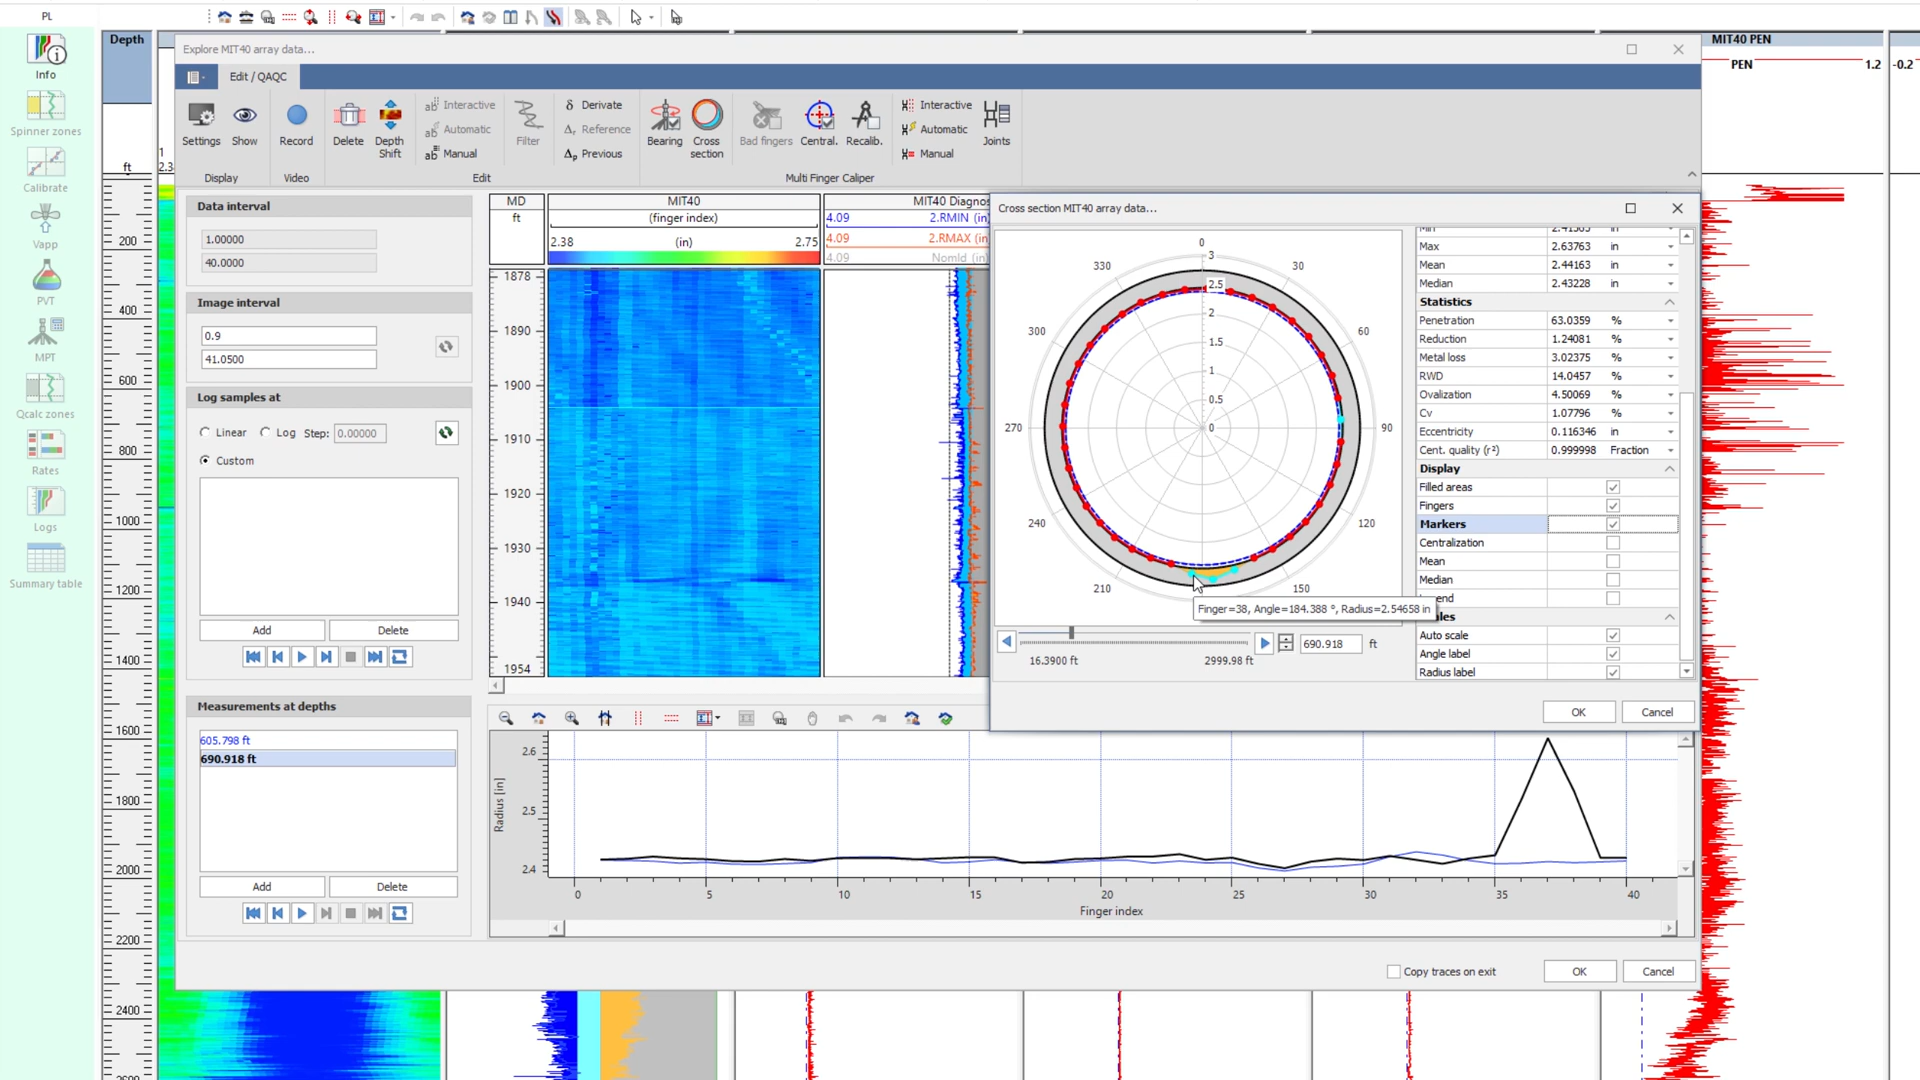 PL
Info
Spinner zones
Calibrate
Vapp
PVT
MPT
Qcalc zones
Rates
Logs
Summary table
Depth
ft
200
400
600
800
1000
1200
1400
1600
1800
2000
2200
2400
MIT40 PEN
PEN 1.2 -0.2
Explore MIT40 array data...
Edit / QAQC
Settings Show
Display
Record
Video
Delete
Depth Shift
Interactive
Automatic
Manual
Filter
δ Derivate
Δr Reference
Δp Previous
Edit
Bearing
Cross section
Bad fingers
Central.
Recalib.
Interactive
Automatic
Manual
Joints
Multi Finger Caliper
Data interval
1.00000
40.0000
Image interval
0.9
41.0500
Log samples at
Linear Log Step: 0.00000
Custom
Add Delete
Measurements at depths
605.798 ft
690.918 ft
Add Delete
MD
ft
MIT40
(finger index)
2.38 (in) 2.75
MIT40 Diagnos
4.09 2.RMIN (in)
4.09 2.RMAX (in
4.09 NomId (in)
1878
1890
1900
1910
1920
1930
1940
1954
Cross section MIT40 array data...
0
30
60
90
120
150
210
240
270
300
330
3
2.5
2
1.5
1
0.5
0
Finger=38, Angle=184.388 °, Radius=2.54658 in
16.3900 ft 2999.98 ft
690.918 ft
Max 2.63763 in
Mean 2.44163 in
Median 2.43228 in
Statistics
Penetration 63.0359 %
Reduction 1.24081 %
Metal loss 3.02375 %
RWD 14.0457 %
Ovalization 4.50069 %
Cv 1.07796 %
Eccentricity 0.116346 in
Cent. quality (r²) 0.999998 Fraction
Display
Filled areas
Fingers
Markers
Centralization
Mean
Median
Auto scale
Angle label
Radius label
OK Cancel
Radius [in]
2.6
2.5
2.4
0 5 10 15 20 25 30 35 40
Finger index
Copy traces on exit
OK Cancel